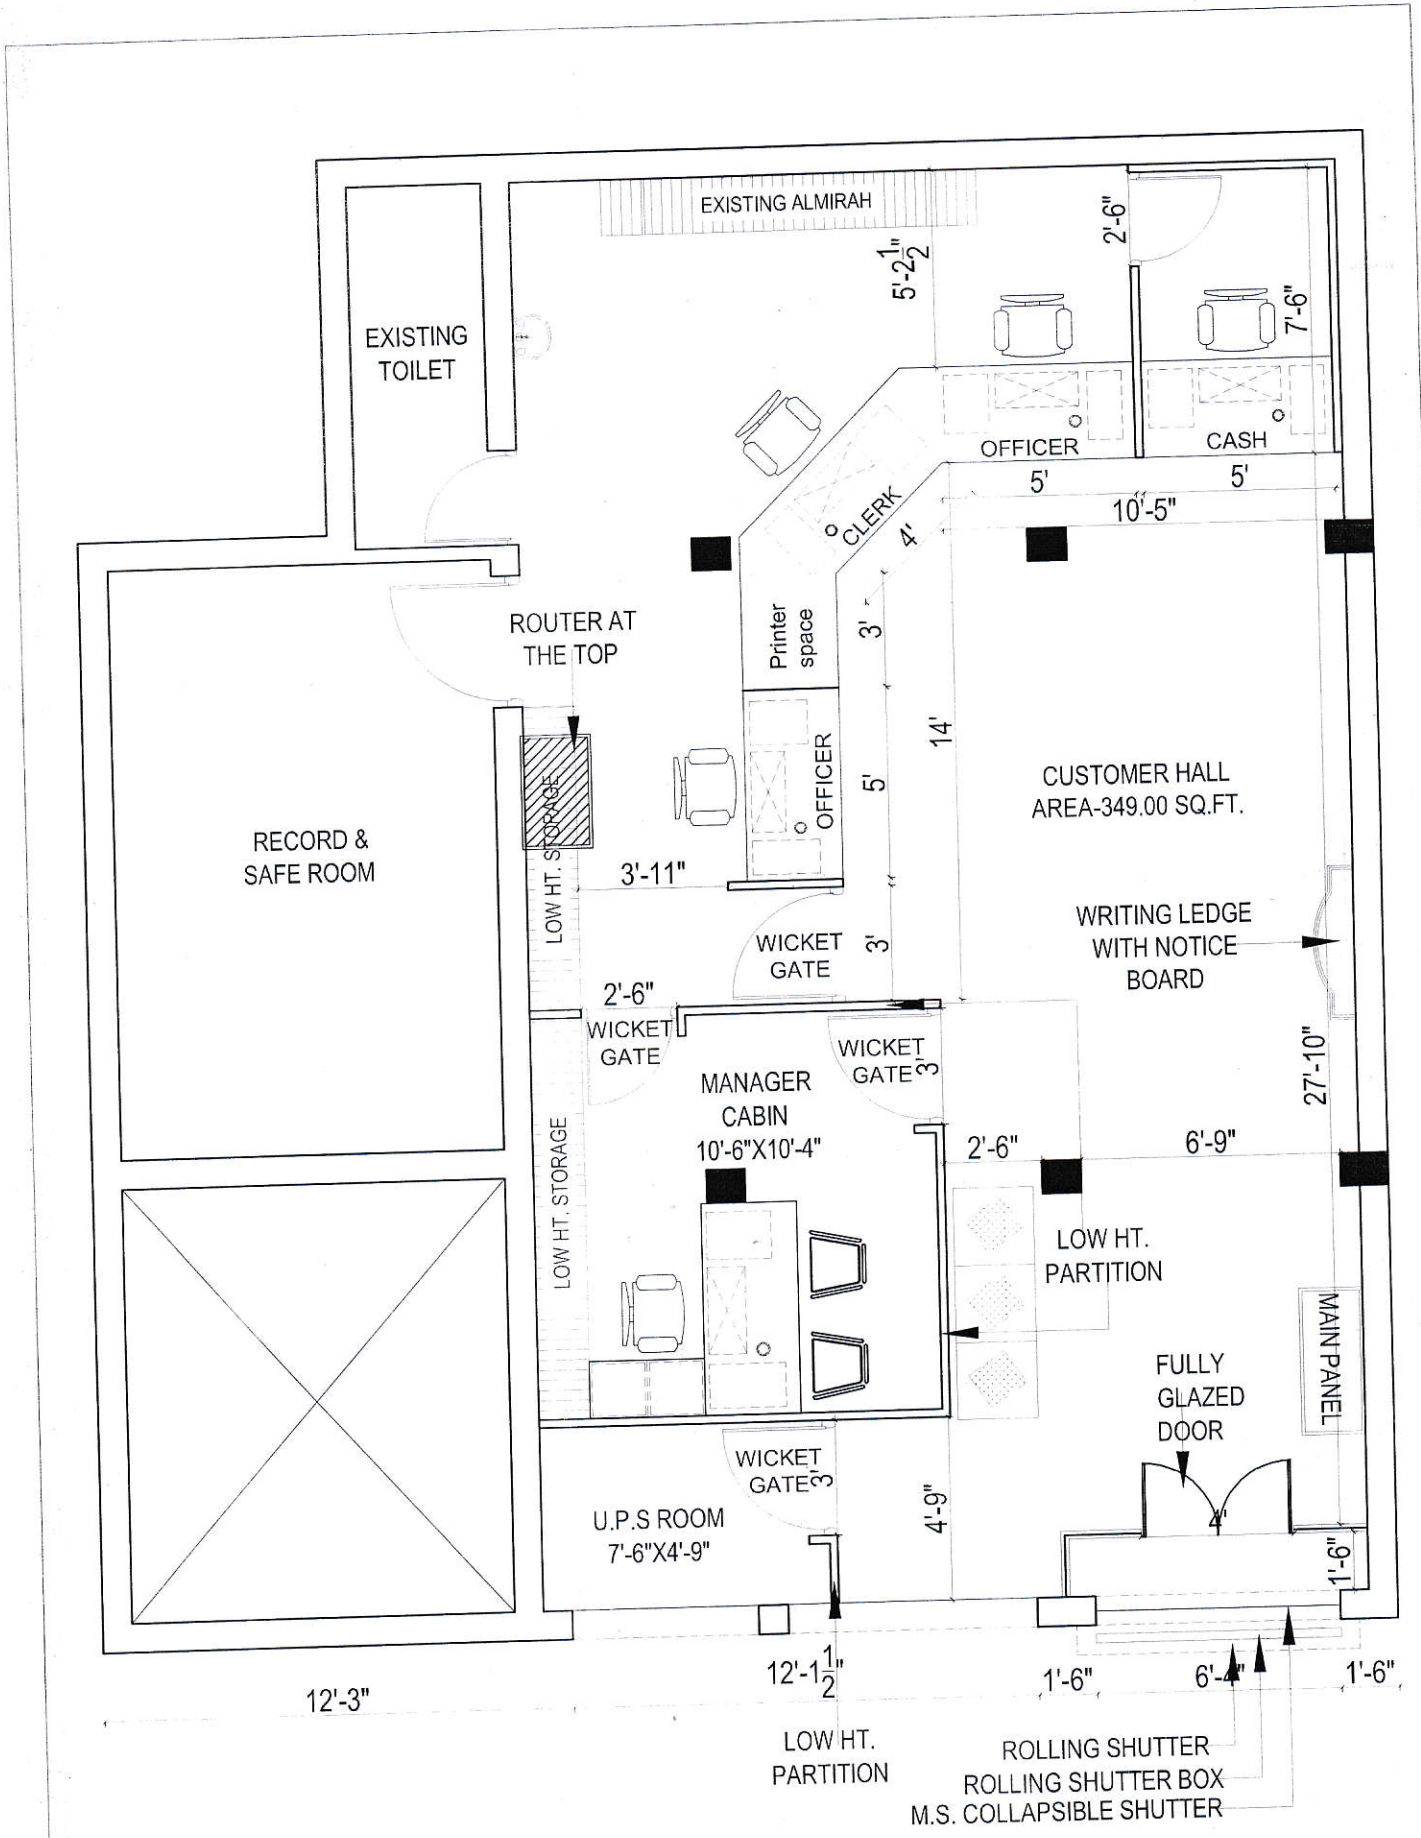 EXISTING ALMIRAH
2'-6"
5'-2 1/2"
7'-6"
EXISTING
TOILET
OFFICER
CASH
5'
5'
10'-5"
CLERK
4'
ROUTER AT
THE TOP
Printer
space
3'
14'
CUSTOMER HALL
AREA-349.00 SQ.FT.
OFFICER
5'
RECORD &
SAFE ROOM
LOW HT. STORAGE
3'-11"
WRITING LEDGE
WITH NOTICE
BOARD
WICKET
GATE
3'
2'-6"
WICKET
GATE
WICKET
GATE
3'
27'-10"
MANAGER
CABIN
10'-6"X10'-4"
2'-6"
6'-9"
LOW HT. STORAGE
LOW HT.
PARTITION
MAIN PANEL
FULLY
GLAZED
DOOR
WICKET
GATE
3'
4'-9"
4'
U.P.S ROOM
7'-6"X4'-9"
1'-6"
12'-3"
12'-1 1/2"
1'-6"
6'-4"
1'-6"
LOW HT.
PARTITION
ROLLING SHUTTER
ROLLING SHUTTER BOX
M.S. COLLAPSIBLE SHUTTER